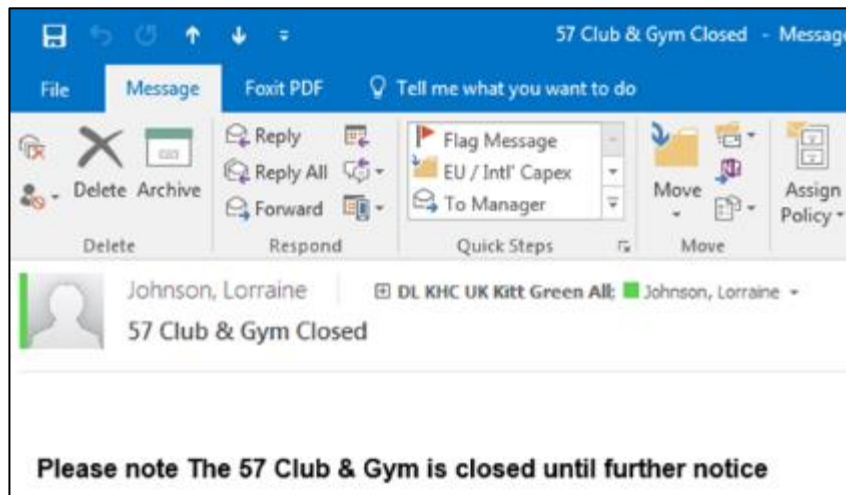 57 Club & Gym Closed - Message
File Message Foxit PDF Tell me what you want to do
Delete Archive
Reply
Reply All
Forward
Flag Message
EU / Intl' Capex
To Manager
Move
Assign
Policy
Delete Respond Quick Steps Move
Johnson, Lorraine DL KHC UK Kitt Green All; Johnson, Lorraine
57 Club & Gym Closed
Please note The 57 Club & Gym is closed until further notice